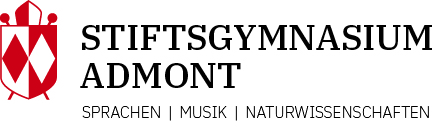 STIFTSGYMNASIUM
ADMONT
SPRACHEN | MUSIK | NATURWISSENSCHAFTEN